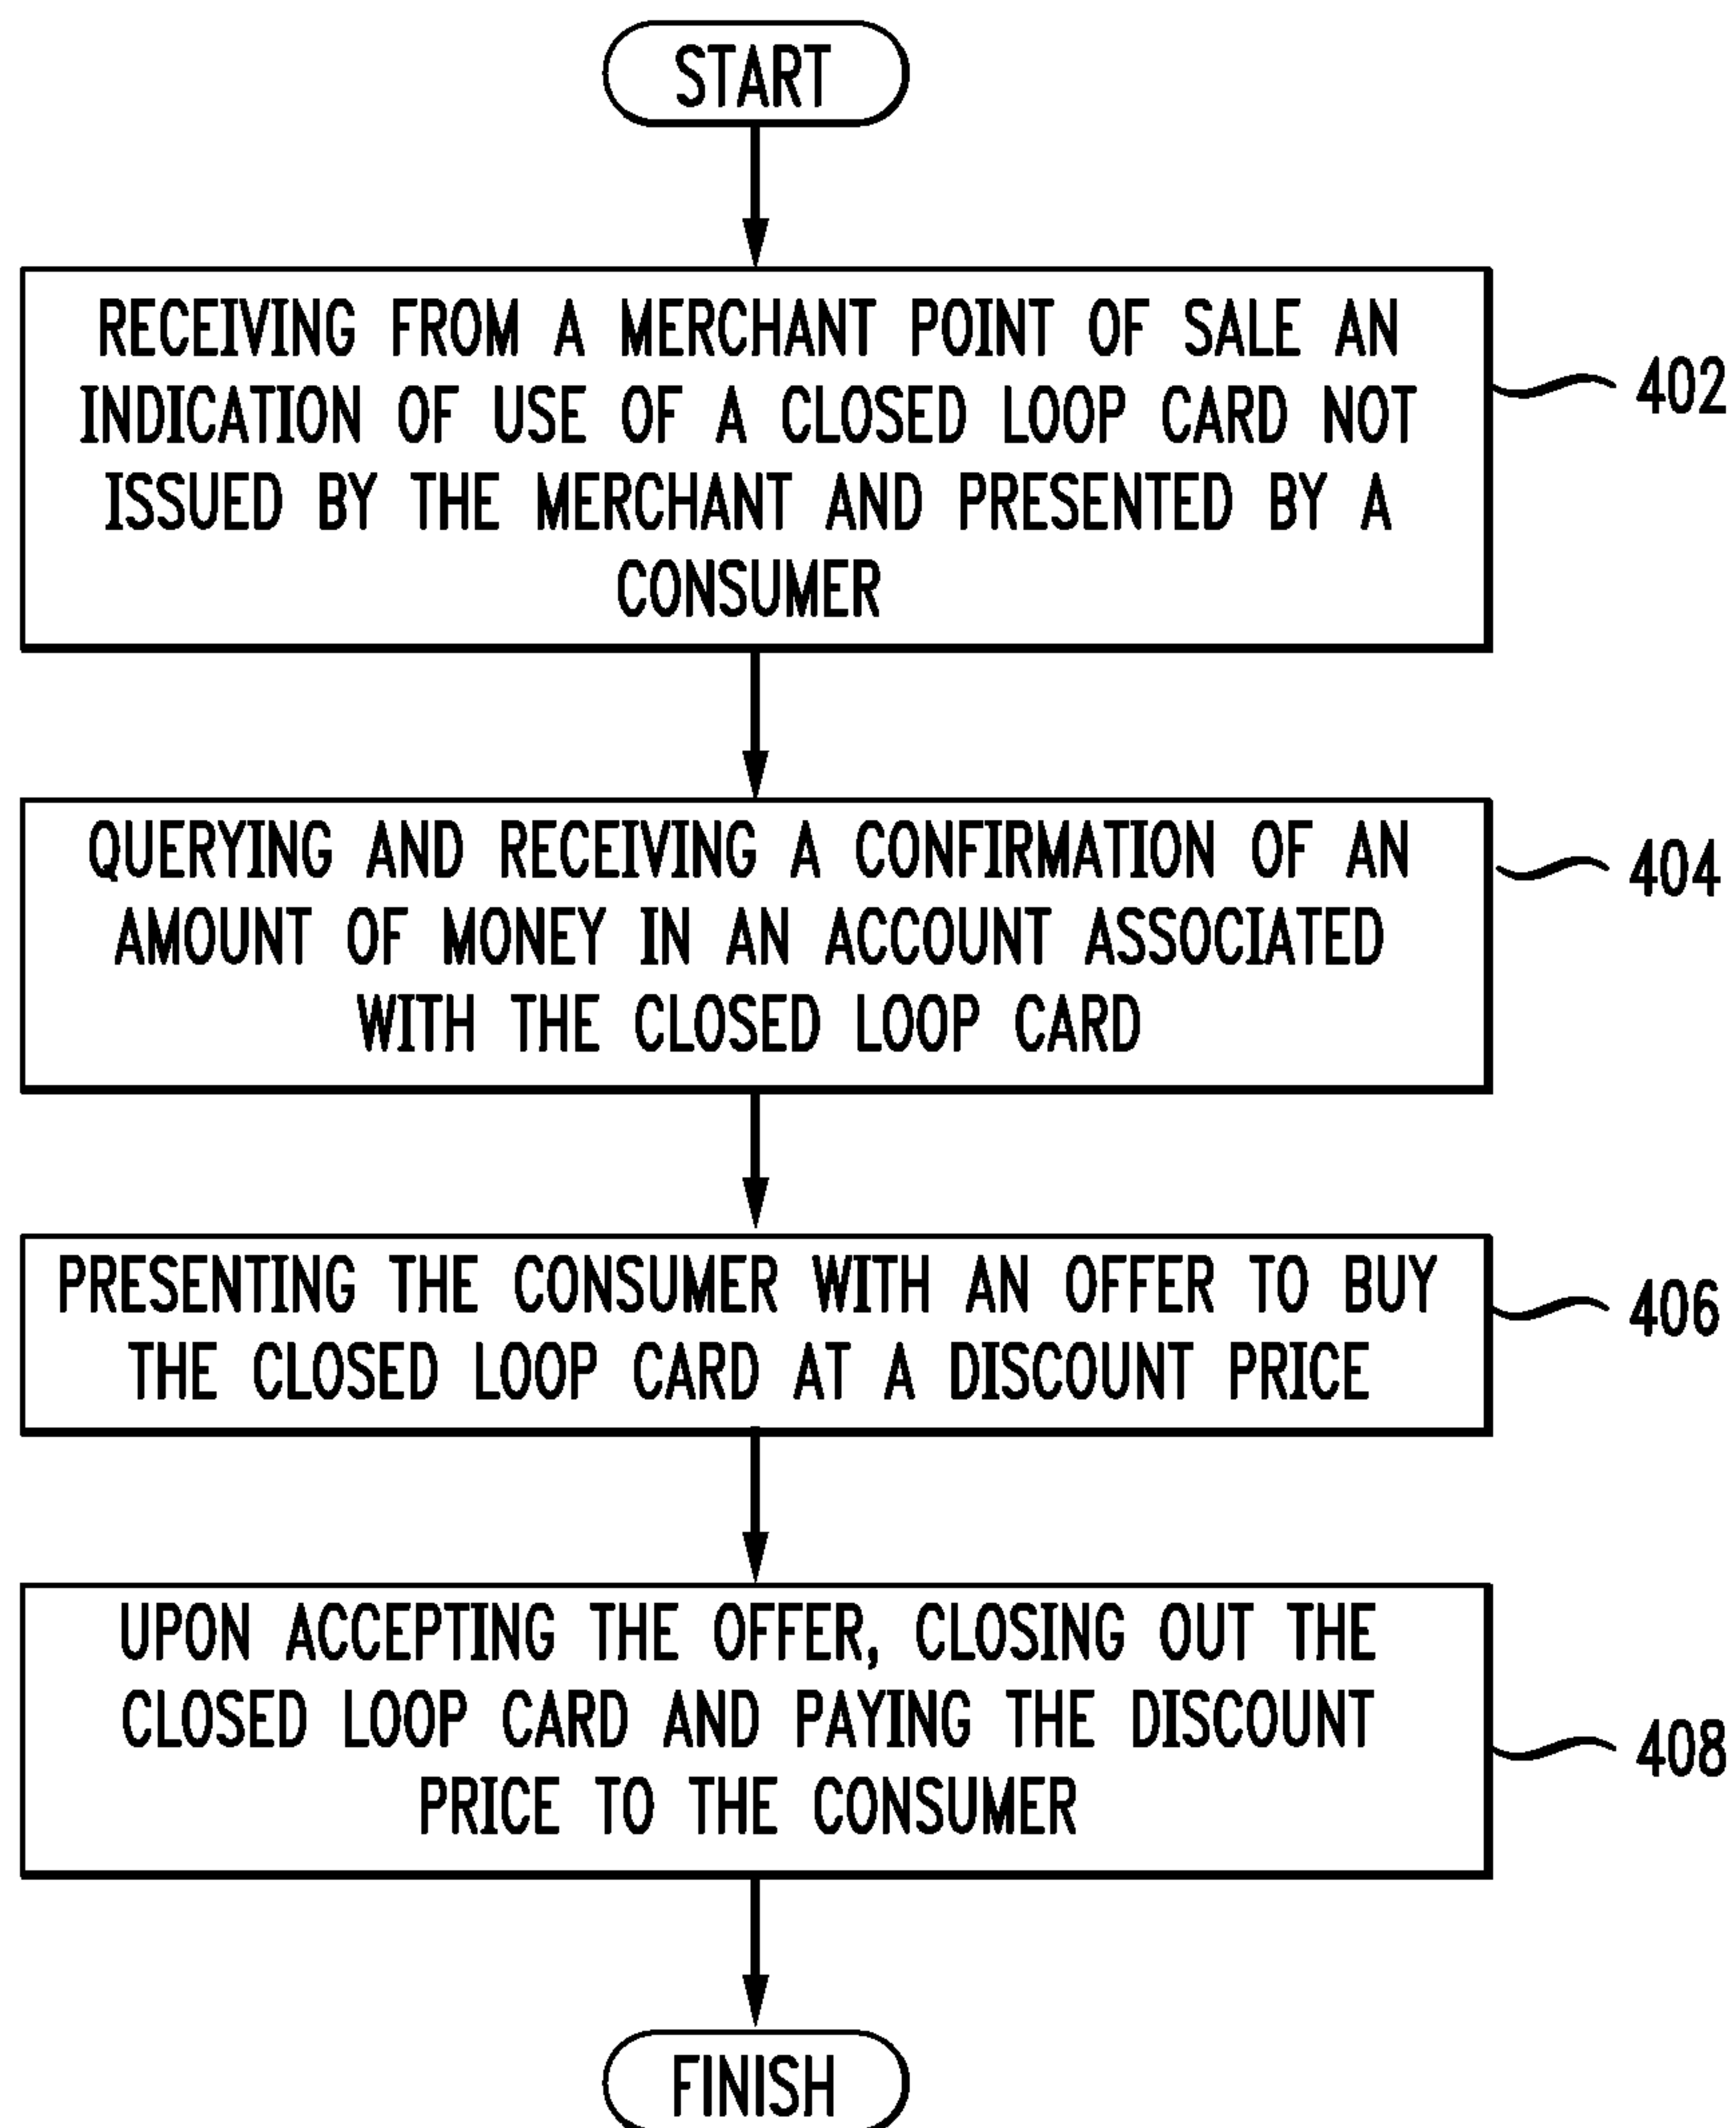 START
RECEIVING FROM A MERCHANT POINT OF SALE AN
INDICATION OF USE OF A CLOSED LOOP CARD NOT
ISSUED BY THE MERCHANT AND PRESENTED BY A
CONSUMER
402
QUERYING AND RECEIVING A CONFIRMATION OF AN
AMOUNT OF MONEY IN AN ACCOUNT ASSOCIATED
WITH THE CLOSED LOOP CARD
404
PRESENTING THE CONSUMER WITH AN OFFER TO BUY
THE CLOSED LOOP CARD AT A DISCOUNT PRICE
406
UPON ACCEPTING THE OFFER, CLOSING OUT THE
CLOSED LOOP CARD AND PAYING THE DISCOUNT
PRICE TO THE CONSUMER
408
FINISH